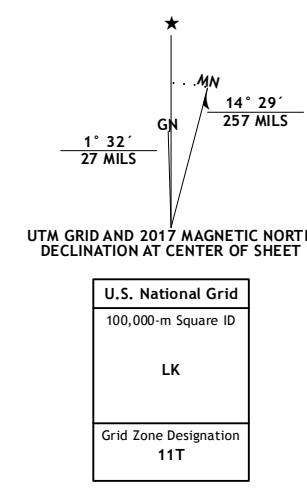 ★
MN
GN
14° 29´
257 MILS
1° 32´
27 MILS
UTM GRID AND 2017 MAGNETIC NORT
DECLINATION AT CENTER OF SHEET
U.S. National Grid
100,000-m Square ID
LK
Grid Zone Designation
11T